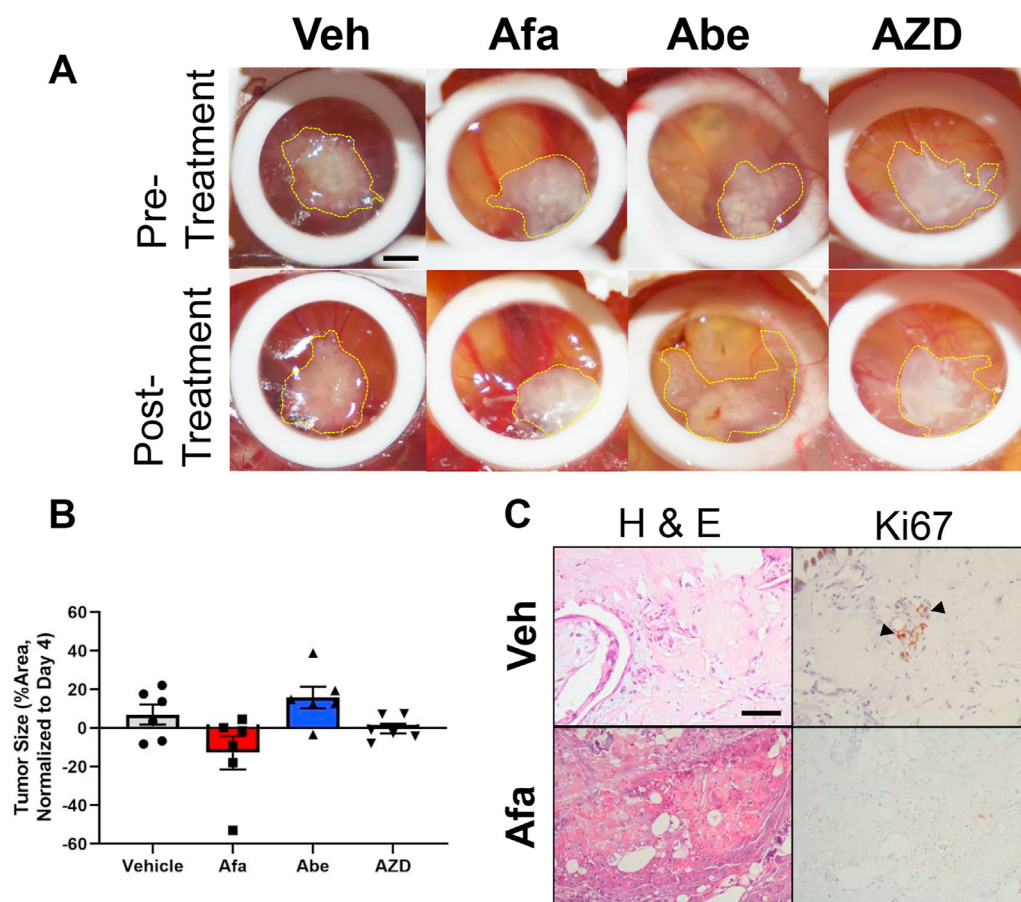 Veh Afa Abe AZD
A
Pre-
Treatment
Post-
Treatment
B
Tumor Size (%Area,
Normalized to Day 4)
60
40
20
0
-20
-40
-60
Vehicle Afa Abe AZD
C
H & E Ki67
Veh
Afa